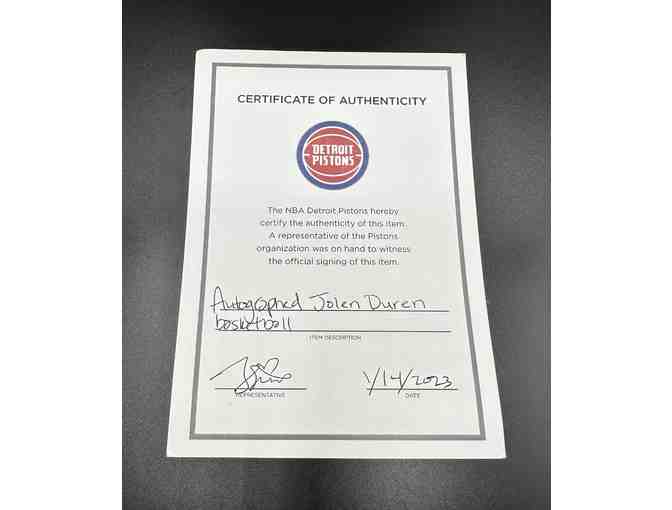 CERTIFICATE OF AUTHENTICITY
DETROIT
PISTONS
The NBA Detroit Pistons hereby
certify the authenticity of this item.
A representative of the Pistons
organization was on hand to witness
the official signing of this item.
Autographed Jalen Duren
basketball
ITEM DESCRIPTION
1/14/2023
REPRESENTATIVE DATE